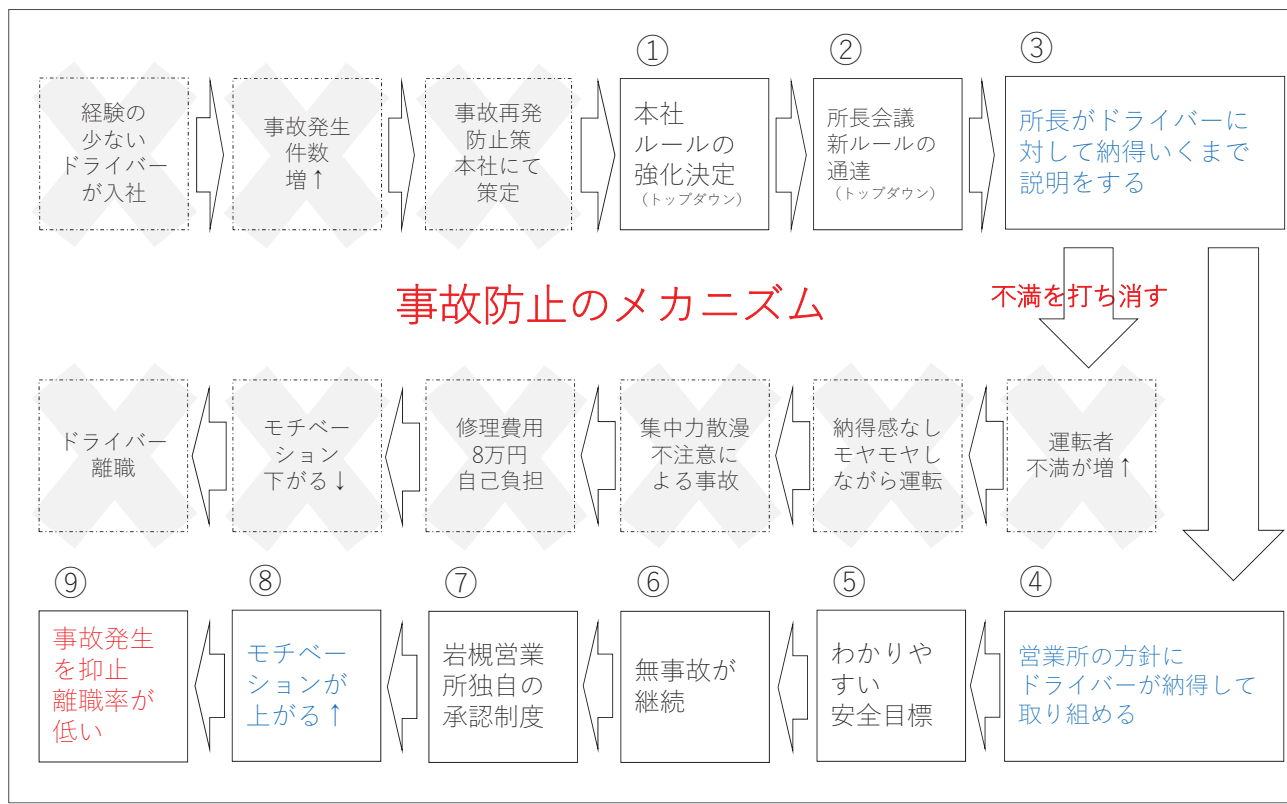 ①
②
③
経験の
少ない
ドライバー
が入社
事故発生
件数
増↑
事故再発
防止策
本社にて
策定
本社
ルールの
強化決定
(トップダウン)
所長会議
新ルールの
通達
(トップダウン)
所長がドライバーに
対して納得いくまで
説明をする
事故防止のメカニズム
不満を打ち消す
ドライバー
離職
モチベー
ション
下がる↓
修理費用
8万円
自己負担
集中力散漫
不注意に
よる事故
納得感なし
モヤモヤし
ながら運転
運転者
不満が増↑
⑨
⑧
⑦
⑥
⑤
④
事故発生
を抑止
離職率が
低い
モチベー
ションが
上がる↑
岩槻営業
所独自の
承認制度
無事故が
継続
わかりや
すい
安全目標
営業所の方針に
ドライバーが納得して
取り組める